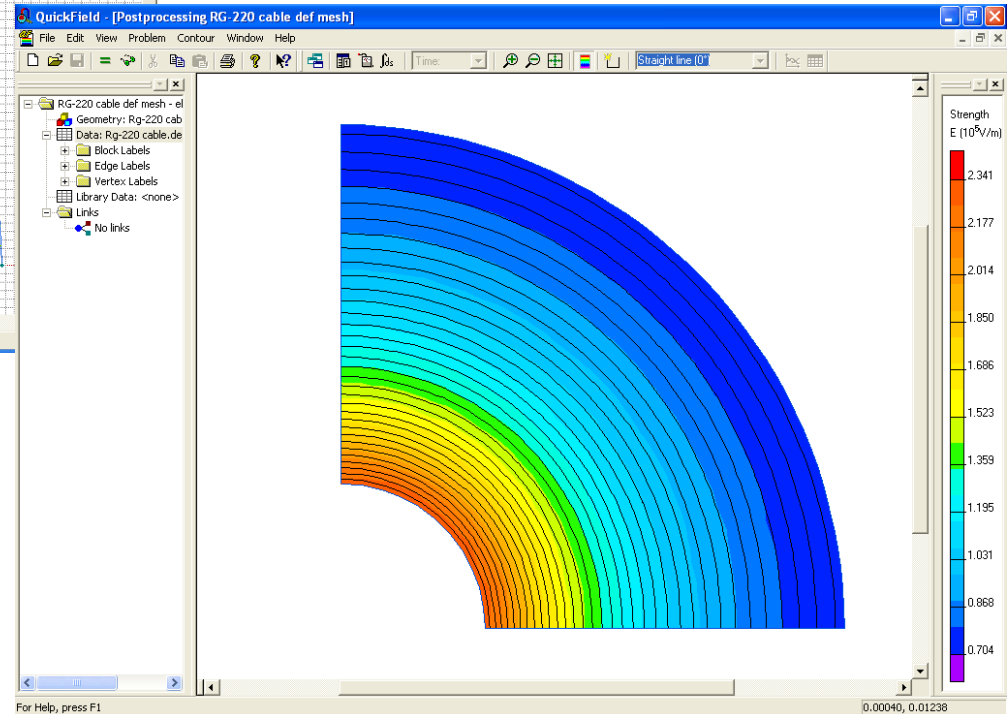 QuickField - [Postprocessing RG-220 cable def mesh]
File Edit View Problem Contour Window Help
Time: Straight line (0°)
RG-220 cable def mesh - el
Geometry: Rg-220 cab
Data: Rg-220 cable.de
Block Labels
Edge Labels
Vertex Labels
Library Data: <none>
Links
No links
Strength
E (10⁵V/m)
2.341
2.177
2.014
1.850
1.686
1.523
1.359
1.195
1.031
0.868
0.704
For Help, press F1
0.00040, 0.01238